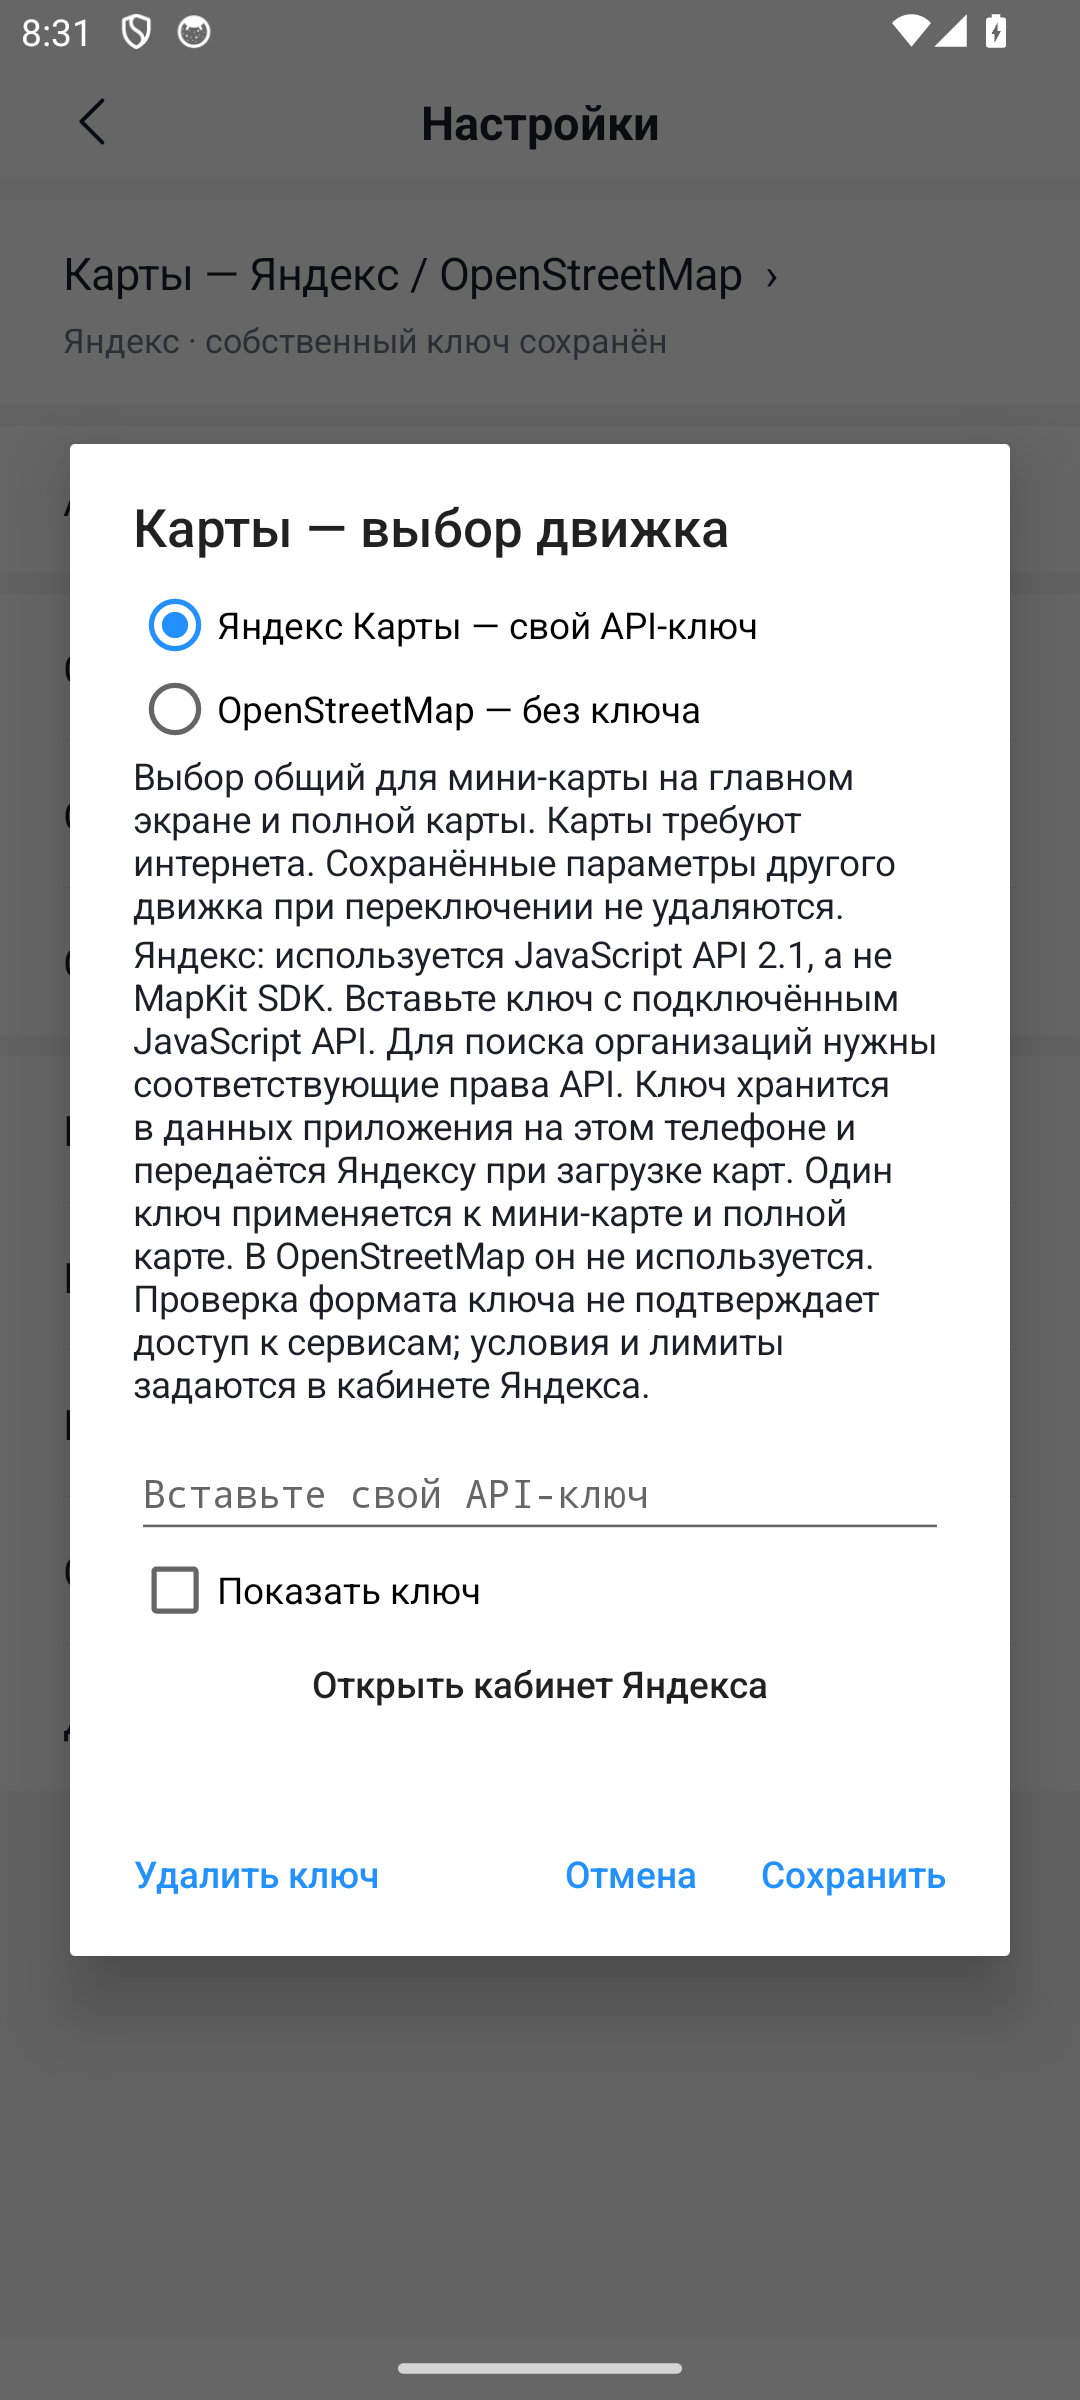 8:31
Настройки
Карты — Яндекс / OpenStreetMap ›
Яндекс · собственный ключ сохранён
Карты — выбор движка
Яндекс Карты — свой API-ключ
OpenStreetMap — без ключа
Выбор общий для мини-карты на главном
экране и полной карты. Карты требуют
интернета. Сохранённые параметры другого
движка при переключении не удаляются.
Яндекс: используется JavaScript API 2.1, а не
MapKit SDK. Вставьте ключ с подключённым
JavaScript API. Для поиска организаций нужны
соответствующие права API. Ключ хранится
в данных приложения на этом телефоне и
передаётся Яндексу при загрузке карт. Один
ключ применяется к мини-карте и полной
карте. В OpenStreetMap он не используется.
Проверка формата ключа не подтверждает
доступ к сервисам; условия и лимиты
задаются в кабинете Яндекса.
Вставьте свой API-ключ
Показать ключ
Открыть кабинет Яндекса
Удалить ключ Отмена Сохранить